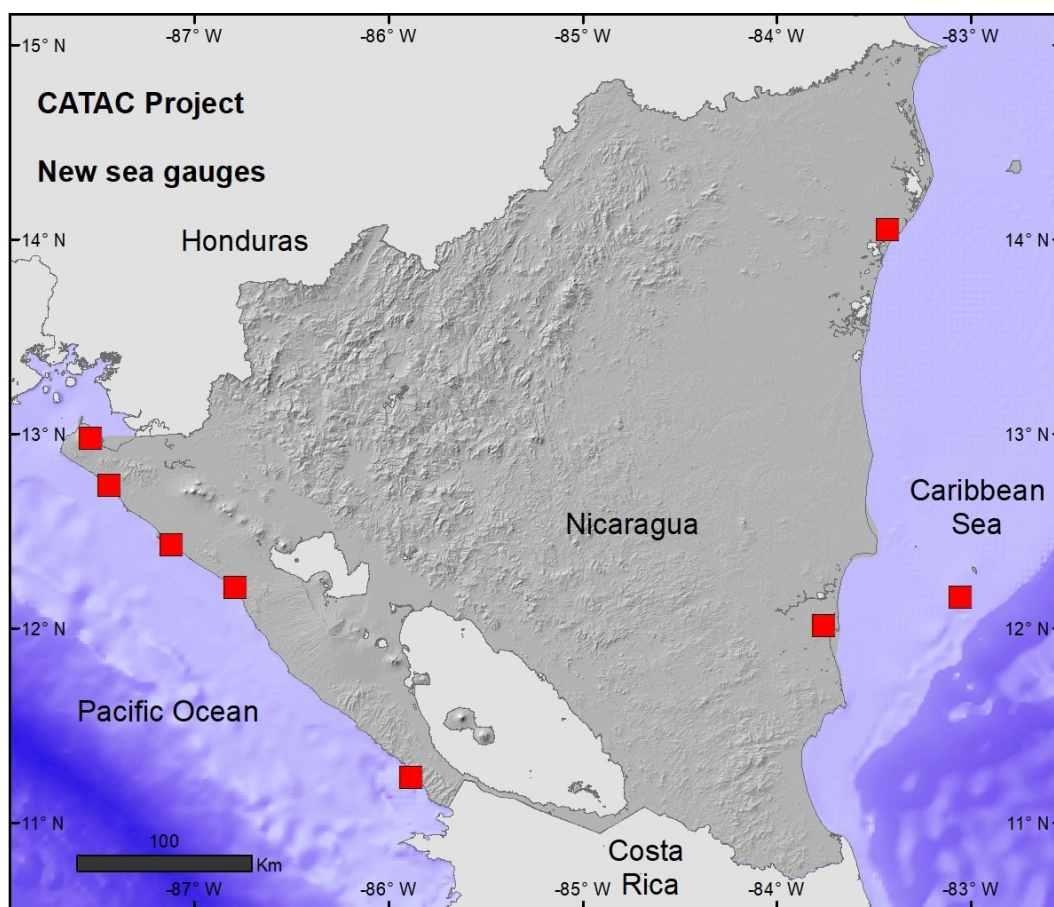 -87° W
-86° W
-85° W
-84° W
-83° W
15° N
15° N
CATAC Project
New sea gauges
Honduras
14° N
14° N
13° N
13° N
Caribbean
Sea
Nicaragua
12° N
12° N
Pacific Ocean
11° N
11° N
100
Km
Costa
Rica
-87° W
-86° W
-85° W
-84° W
-83° W